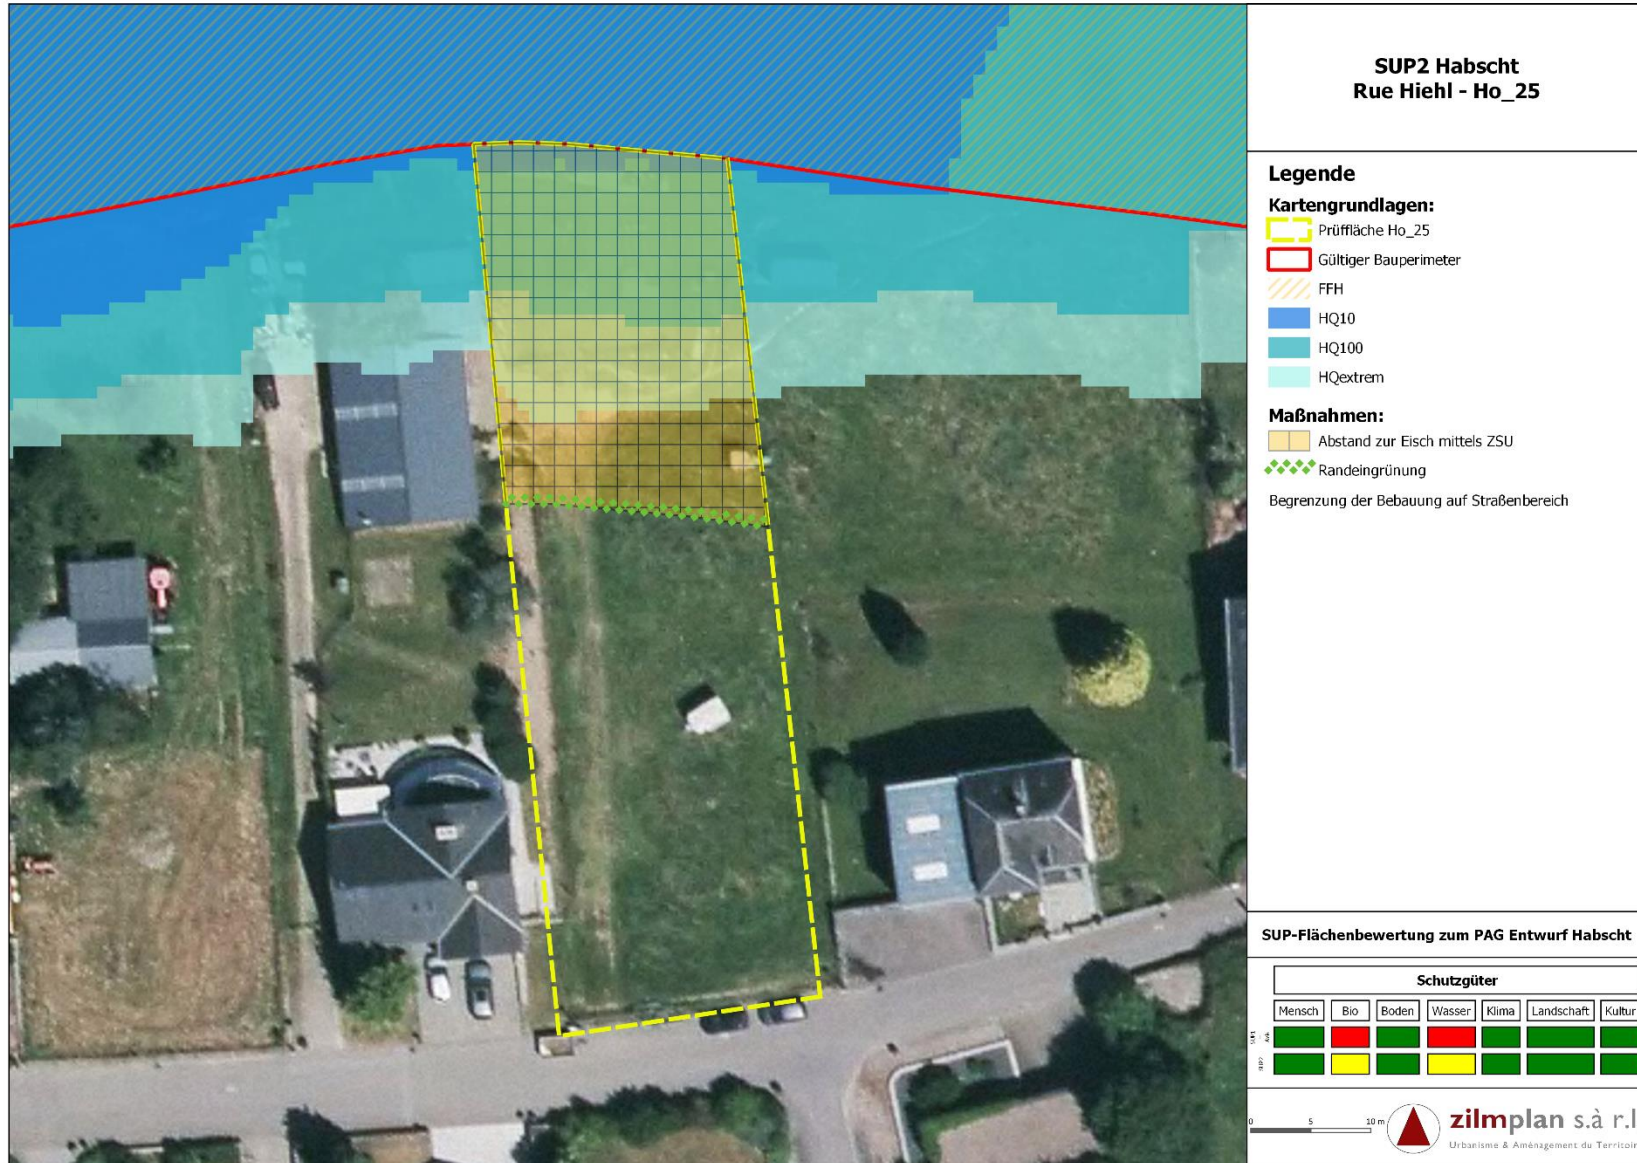 SUP2 Habscht
Rue Hiehl - Ho_25
Legende
Kartengrundlagen:
Prüffläche Ho_25
Gültiger Bauperimeter
FFH
HQ10
HQ100
HQextrem
Maßnahmen:
Abstand zur Eisch mittels ZSU
Randeingrünung
Begrenzung der Bebauung auf Straßenbereich
SUP-Flächenbewertung zum PAG Entwurf Habscht
Schutzgüter
Mensch Bio Boden Wasser Klima Landschaft Kultur
0 5 10 m
zilmplan s.à r.l
Urbanisme & Aménagement du Territoir